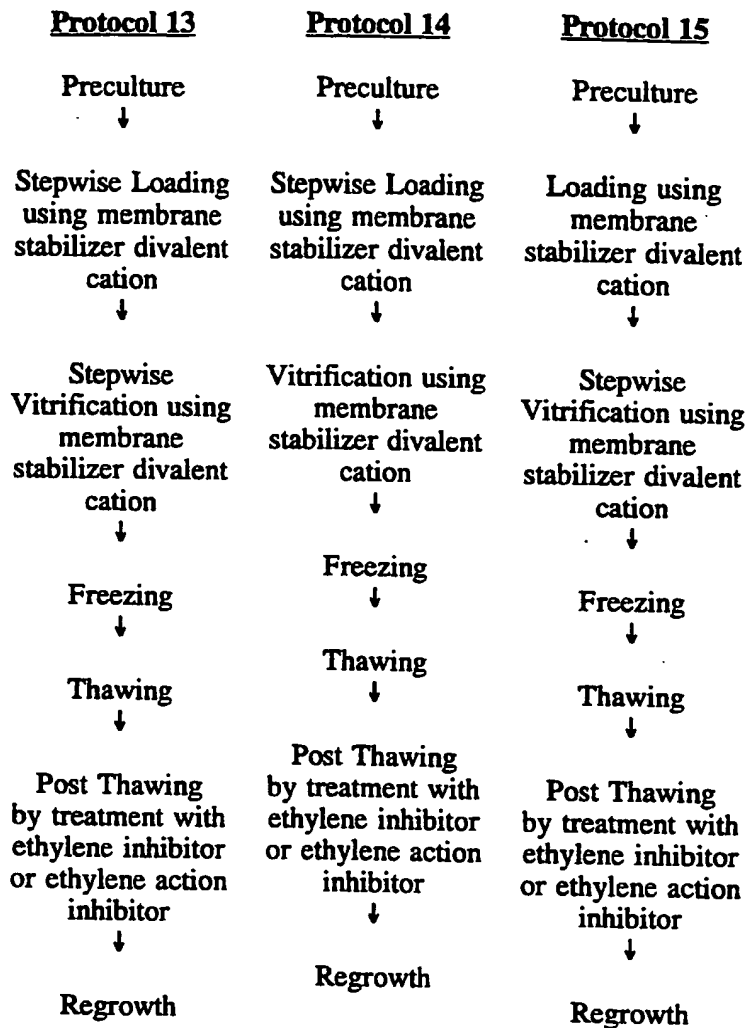 Protocol 13
Preculture
↓
Stepwise Loading
using membrane
stabilizer divalent
cation
↓
Stepwise
Vitrification using
membrane
stabilizer divalent
cation
↓
Freezing
↓
Thawing
↓
Post Thawing
by treatment with
ethylene inhibitor
or ethylene action
inhibitor
↓
Regrowth
Protocol 14
Preculture
↓
Stepwise Loading
using membrane
stabilizer divalent
cation
↓
Vitrification using
membrane
stabilizer divalent
cation
↓
Freezing
↓
Thawing
↓
Post Thawing
by treatment with
ethylene inhibitor
or ethylene action
inhibitor
↓
Regrowth
Protocol 15
Preculture
↓
Loading using
membrane
stabilizer divalent
cation
↓
Stepwise
Vitrification using
membrane
stabilizer divalent
cation
↓
Freezing
↓
Thawing
↓
Post Thawing
by treatment with
ethylene inhibitor
or ethylene action
inhibitor
↓
Regrowth